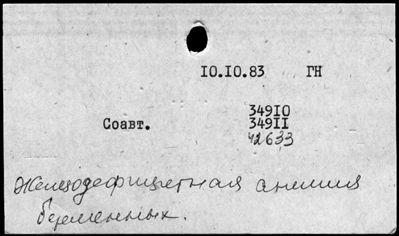 10.10.83 ГН
34910
Соавт. 34911
42633
Железодефицитная анемия
беременных.